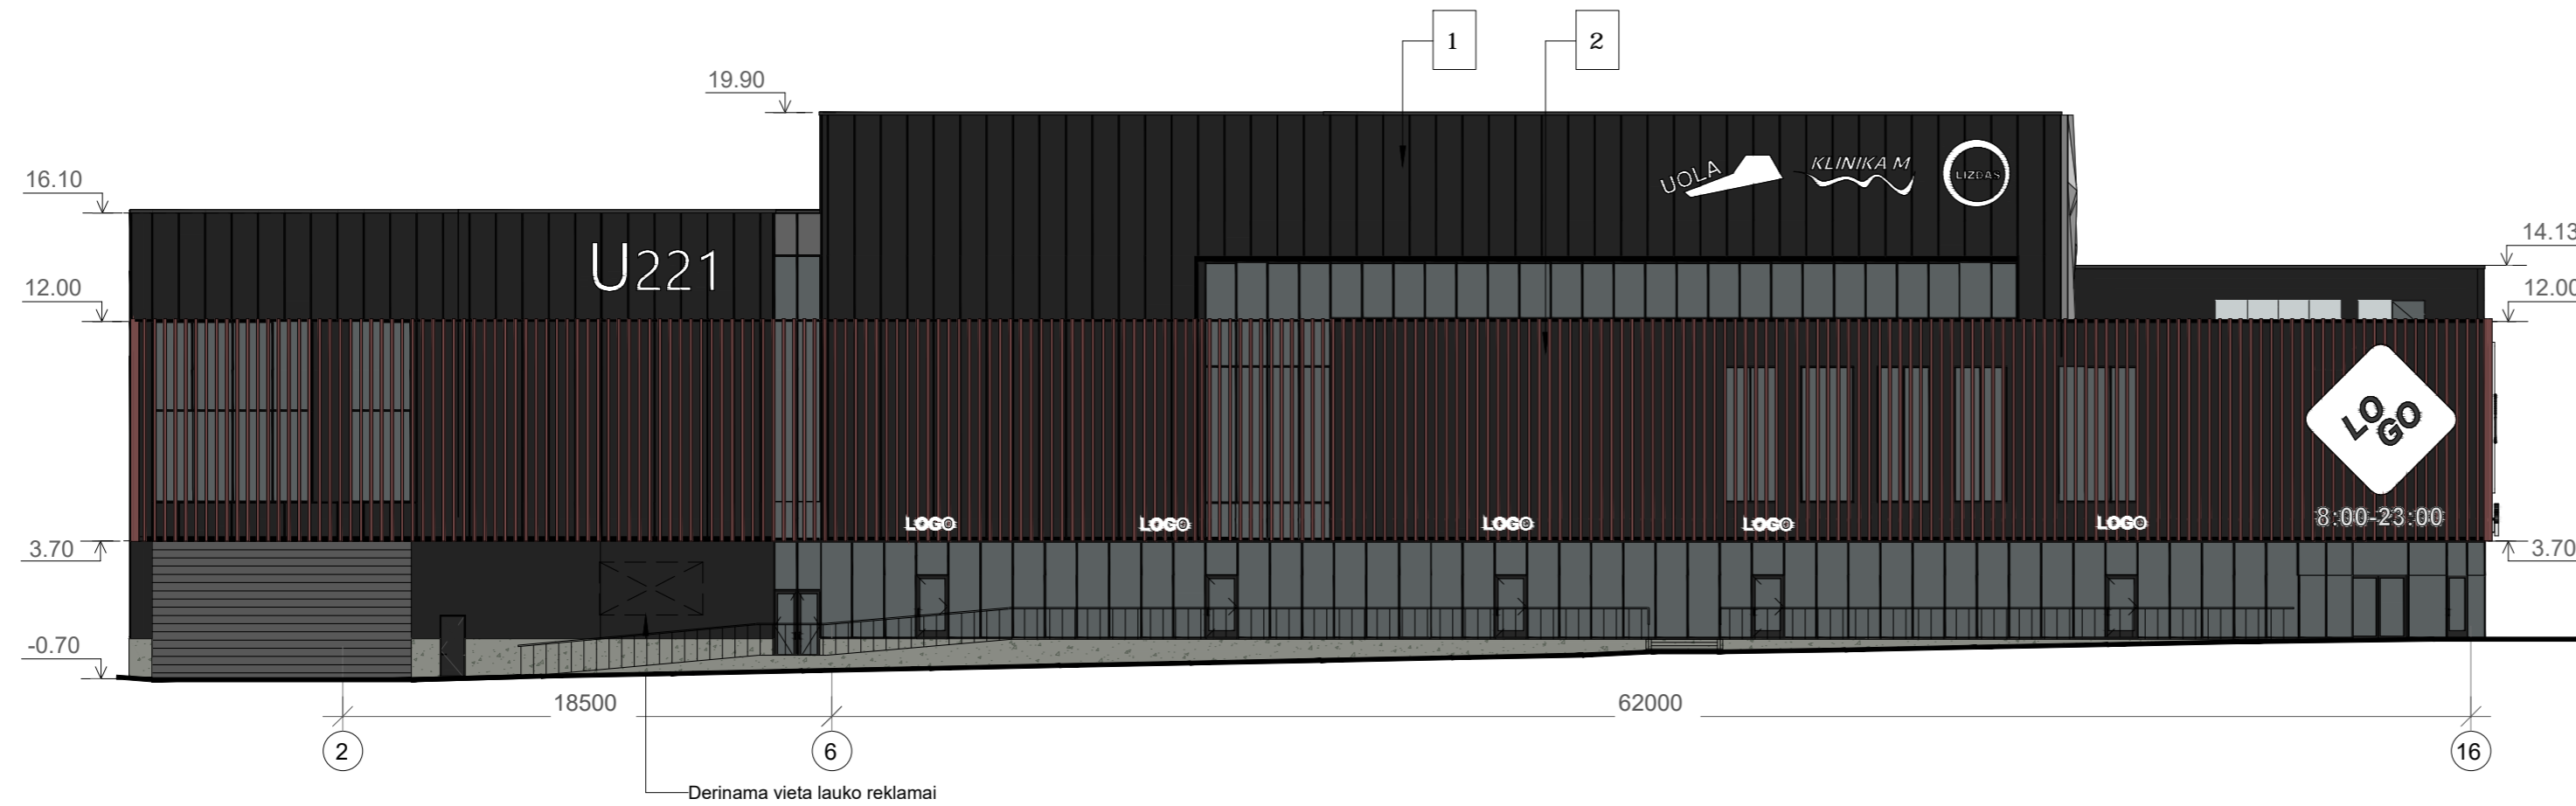 1
2
19.90
16.10
UOLA
KLINIKA M
LIZDAS
14.13
U221
12.00
12.00
LO
GO
LOGO
LOGO
LOGO
LOGO
LOGO
8:00-23:00
3.70
3.70
-0.70
18500
62000
2
6
16
Derinama vieta lauko reklamai